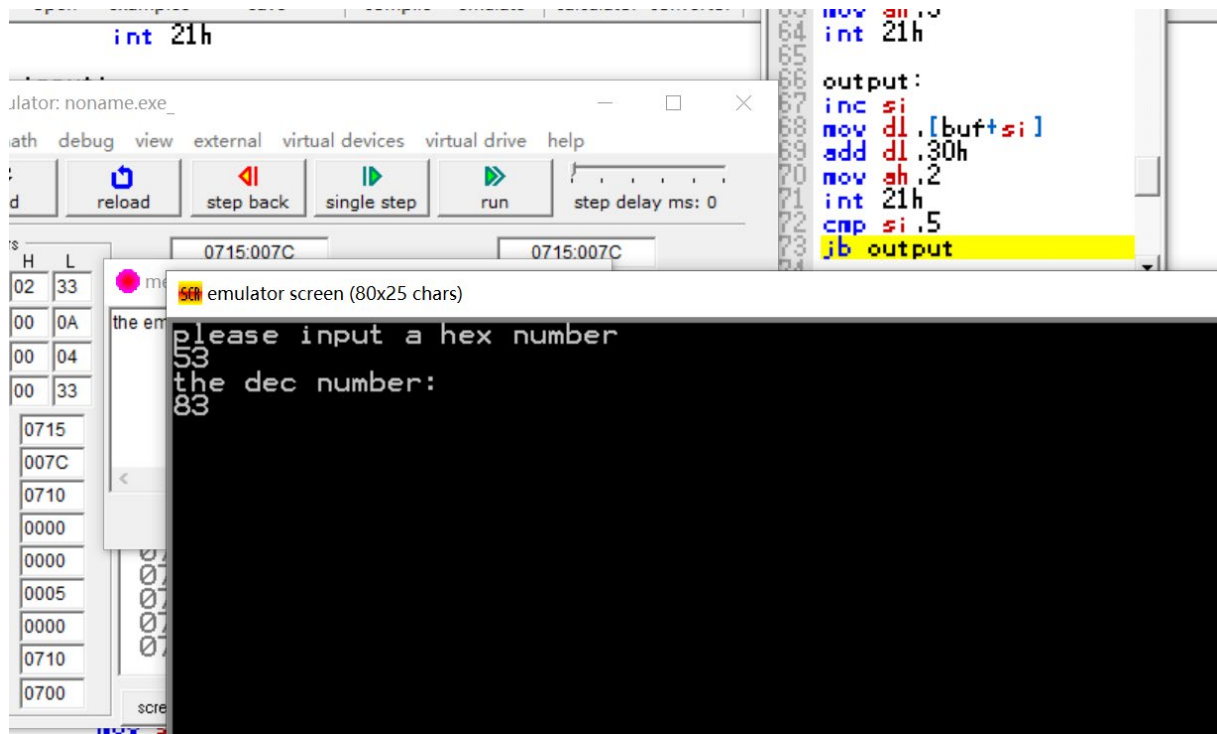 int 21h
ulator: noname.exe_
ath debug view external virtual devices virtual drive help
d reload step back single step run step delay ms: 0
H L
0715:007C 0715:007C
02 33
00 0A
00 04
00 33
0715
007C
0710
0000
0000
0005
0000
0710
0700
the em
scre
emulator screen (80x25 chars)
please input a hex number
53
the dec number:
83
64 int 21h
65
66 output:
67 inc si
68 mov dl,[buf+si]
69 add dl,30h
70 mov ah,2
71 int 21h
72 cmp si,5
73 jb output